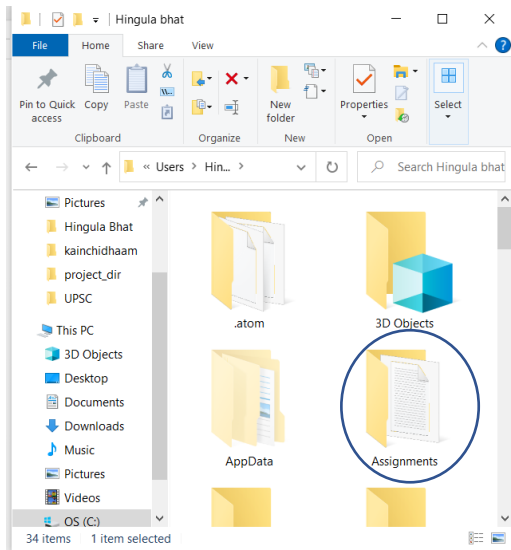 Hingula bhat
File Home Share View
Pin to Quick access
Copy
Paste
Clipboard
Organize
New folder
New
Properties
Open
Select
« Users > Hin... >
Search Hingula bhat
Pictures
Hingula Bhat
kainchidhaam
project_dir
UPSC
This PC
3D Objects
Desktop
Documents
Downloads
Music
Pictures
Videos
OS (C:)
.atom
3D Objects
AppData
Assignments
34 items 1 item selected